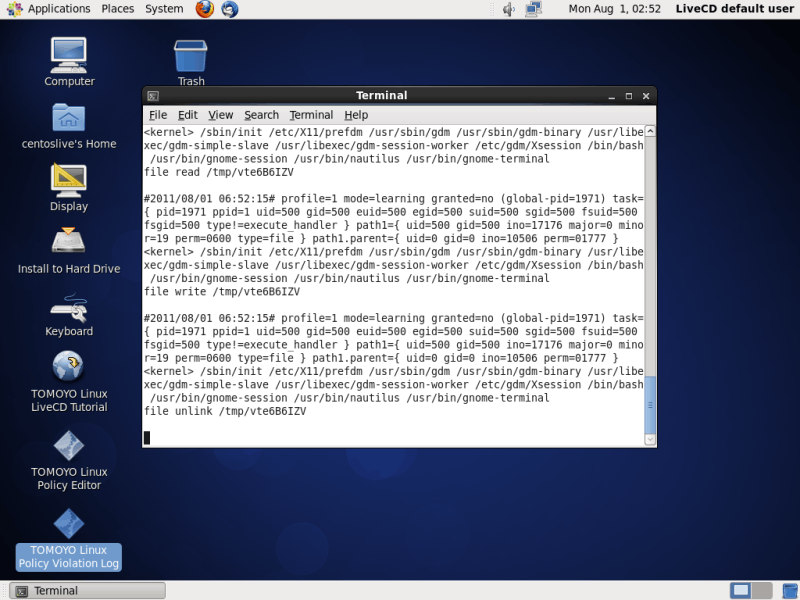 Applications Places System Mon Aug 1, 02:52 LiveCD default user
Computer
Trash
centoslive's Home
Display
Install to Hard Drive
Keyboard
TOMOYO Linux
LiveCD Tutorial
TOMOYO Linux
Policy Editor
TOMOYO Linux
Policy Violation Log
Terminal
File Edit View Search Terminal Help
<kernel> /sbin/init /etc/X11/prefdm /usr/sbin/gdm /usr/sbin/gdm-binary /usr/libe
xec/gdm-simple-slave /usr/libexec/gdm-session-worker /etc/gdm/Xsession /bin/bash
/usr/bin/gnome-session /usr/bin/nautilus /usr/bin/gnome-terminal
file read /tmp/vte6B6IZV
#2011/08/01 06:52:15# profile=1 mode=learning granted=no (global-pid=1971) task=
{ pid=1971 ppid=1 uid=500 gid=500 euid=500 egid=500 suid=500 sgid=500 fsuid=500
fsgid=500 type!=execute_handler } path1={ uid=500 gid=500 ino=17176 major=0 mino
r=19 perm=0600 type=file } path1.parent={ uid=0 gid=0 ino=10506 perm=01777 }
<kernel> /sbin/init /etc/X11/prefdm /usr/sbin/gdm /usr/sbin/gdm-binary /usr/libe
xec/gdm-simple-slave /usr/libexec/gdm-session-worker /etc/gdm/Xsession /bin/bash
/usr/bin/gnome-session /usr/bin/nautilus /usr/bin/gnome-terminal
file write /tmp/vte6B6IZV
#2011/08/01 06:52:15# profile=1 mode=learning granted=no (global-pid=1971) task=
{ pid=1971 ppid=1 uid=500 gid=500 euid=500 egid=500 suid=500 sgid=500 fsuid=500
fsgid=500 type!=execute_handler } path1={ uid=500 gid=500 ino=17176 major=0 mino
r=19 perm=0600 type=file } path1.parent={ uid=0 gid=0 ino=10506 perm=01777 }
<kernel> /sbin/init /etc/X11/prefdm /usr/sbin/gdm /usr/sbin/gdm-binary /usr/libe
xec/gdm-simple-slave /usr/libexec/gdm-session-worker /etc/gdm/Xsession /bin/bash
/usr/bin/gnome-session /usr/bin/nautilus /usr/bin/gnome-terminal
file unlink /tmp/vte6B6IZV
Terminal